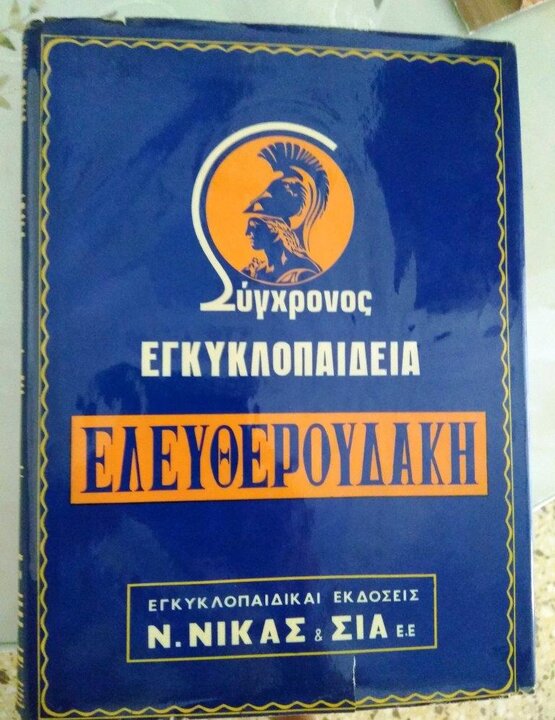 Σύγχρονος
ΕΓΚΥΚΛΟΠΑΙΔΕΙΑ
ΕΛΕΥΘΕΡΟΥΔΑΚΗ
ΕΓΚΥΚΛΟΠΑΙΔΙΚΑΙ ΕΚΔΟΣΕΙΣ
Ν. ΝΙΚΑΣ & ΣΙΑ Ε.Ε